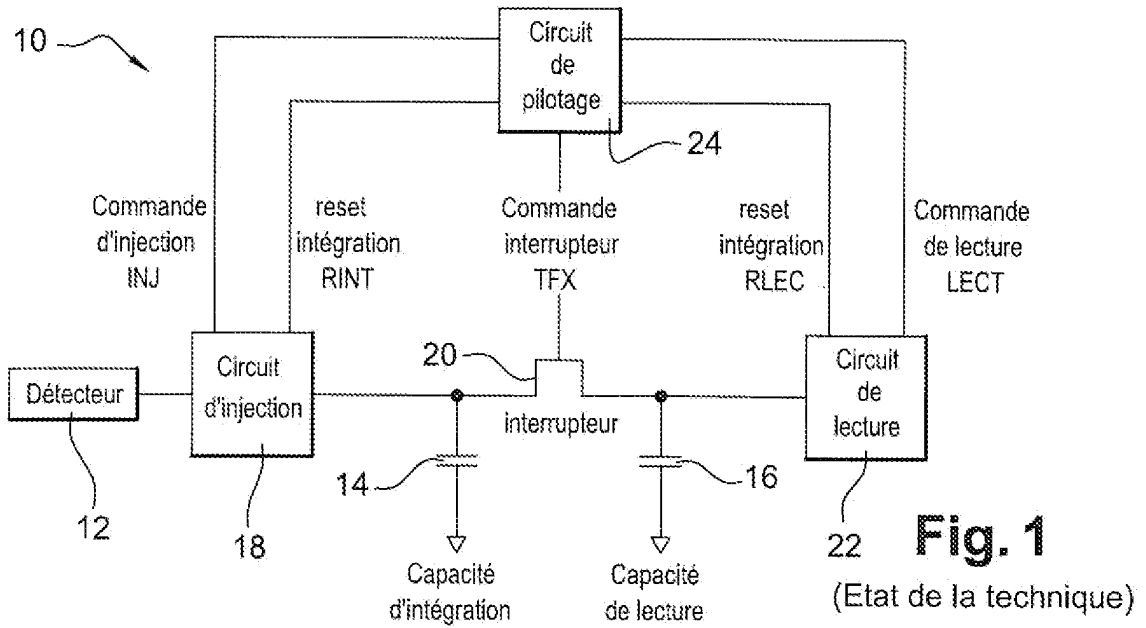 10
Circuit
de
pilotage
24
Commande
d'injection
INJ
reset
intégration
RINT
Commande
interrupteur
TFX
reset
intégration
RLEC
Commande
de lecture
LECT
Détecteur
12
Circuit
d'injection
18
20
interrupteur
14
16
Circuit
de
lecture
22
Capacité
d'intégration
Capacité
de lecture
Fig. 1
(Etat de la technique)